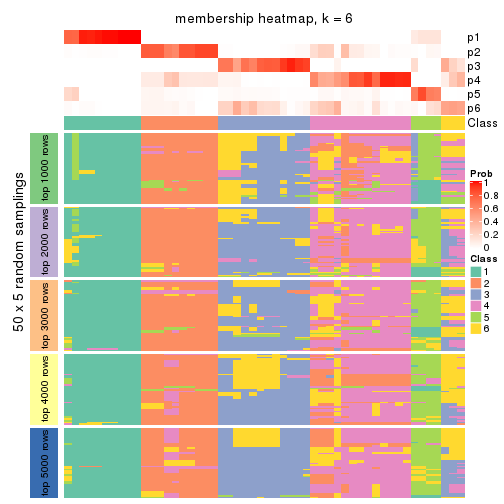 membership heatmap, k = 6
p1
p2
p3
p4
p5
p6
Class
50 x 5 random samplings
top 1000 rows
top 2000 rows
top 3000 rows
top 4000 rows
top 5000 rows
Prob
1
0.8
0.6
0.4
0.2
0
Class
1
2
3
4
5
6